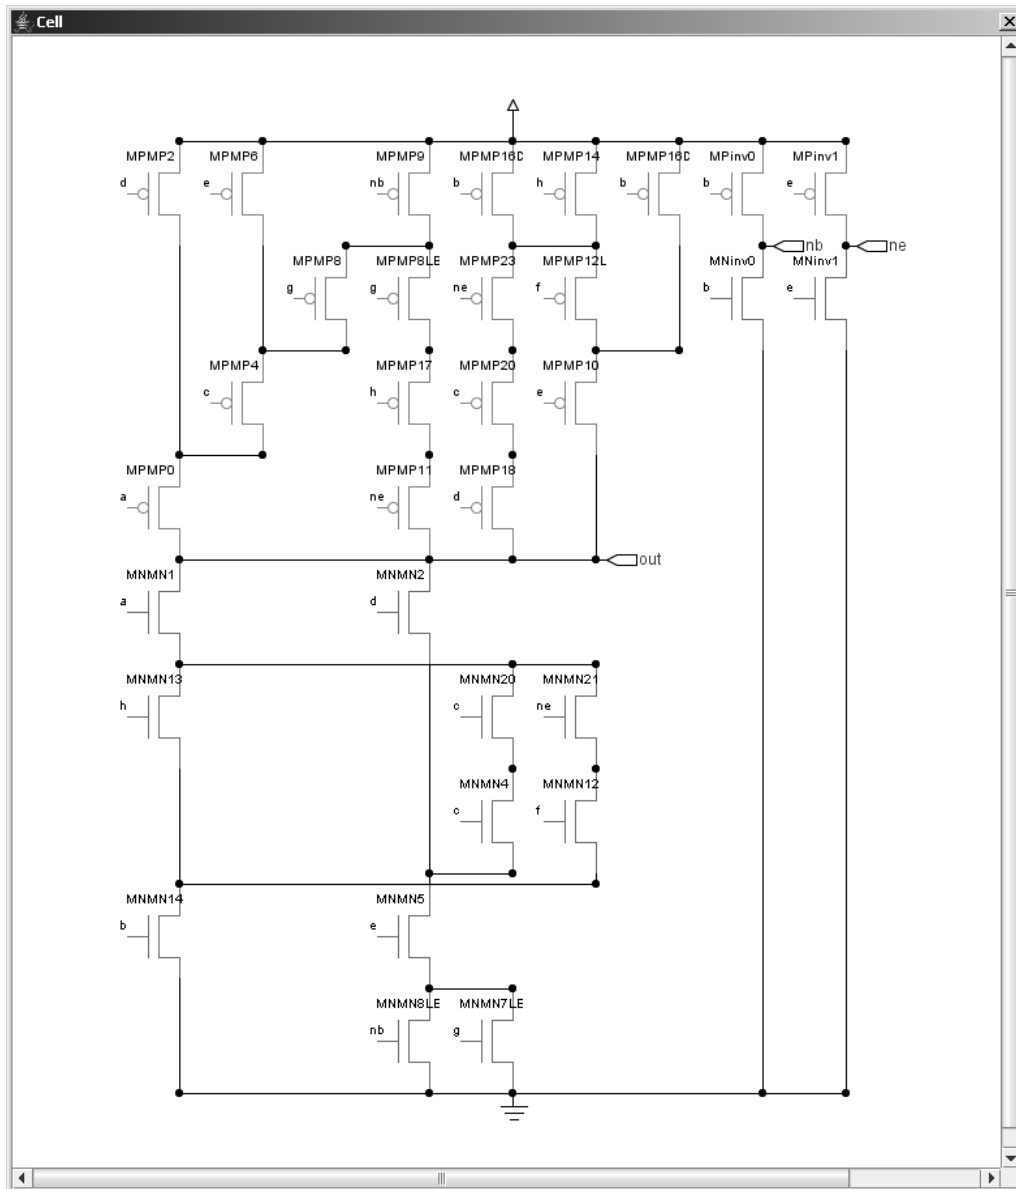 Cell
MPMP2 MPMP6 MPMP9 MPMP16D MPMP14 MPMP16D MPinv0 MPinv1
d e nb b h b b e
nb ne
MPMP8 MPMP8LE MPMP23 MPMP12L MNinv0 MNinv1
g g ne f b e
MPMP4 MPMP17 MPMP20 MPMP10
c h c e
MPMP0 MPMP11 MPMP18
a ne d
out
MNMN1 MNMN2
a d
MNMN13 MNMN20 MNMN21
h c ne
MNMN4 MNMN12
c f
MNMN14 MNMN5
b e
MNMN8LE MNMN7LE
nb g